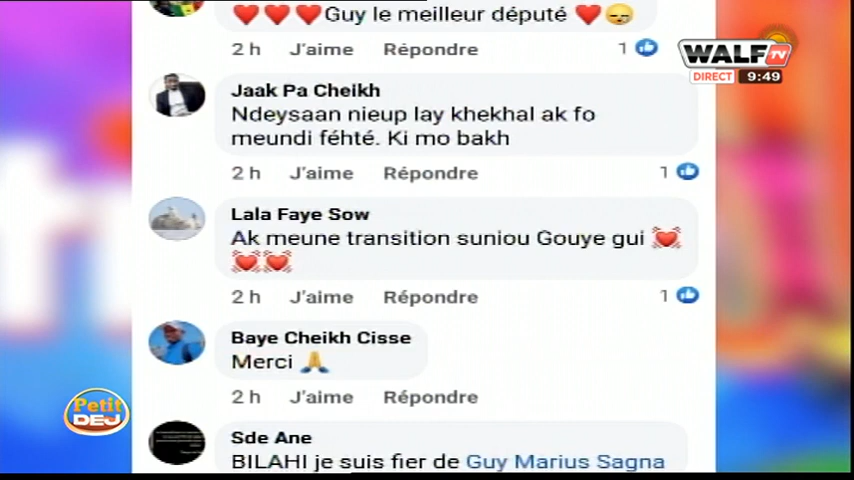 ❤️❤️❤️Guy le meilleur député ❤️😞
2 h J'aime Répondre 1
WALF TV
DIRECT 9:49
Jaak Pa Cheikh
Ndeysaan nieup lay khekhal ak fo
meundi féhté. Ki mo bakh
2 h J'aime Répondre 1
Lala Faye Sow
Ak meune transition suniou Gouye gui 💓
💓💓
2 h J'aime Répondre 1
Baye Cheikh Cisse
Merci 🙏
2 h J'aime Répondre
Petit
DEJ
Sde Ane
BILAHI je suis fier de Guy Marius Sagna